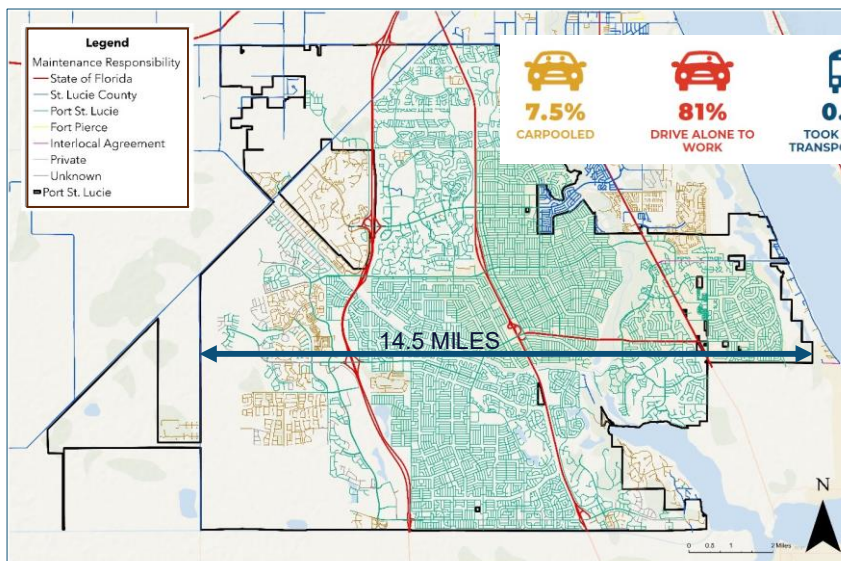 Legend
Maintenance Responsibility
State of Florida
St. Lucie County
Port St. Lucie
Fort Pierce
Interlocal Agreement
Private
Unknown
Port St. Lucie
7.5%
CARPOOLED
81%
DRIVE ALONE TO
WORK
0.
TOOK
TRANSPO
14.5 MILES
N
0 0.5 1 2 Miles